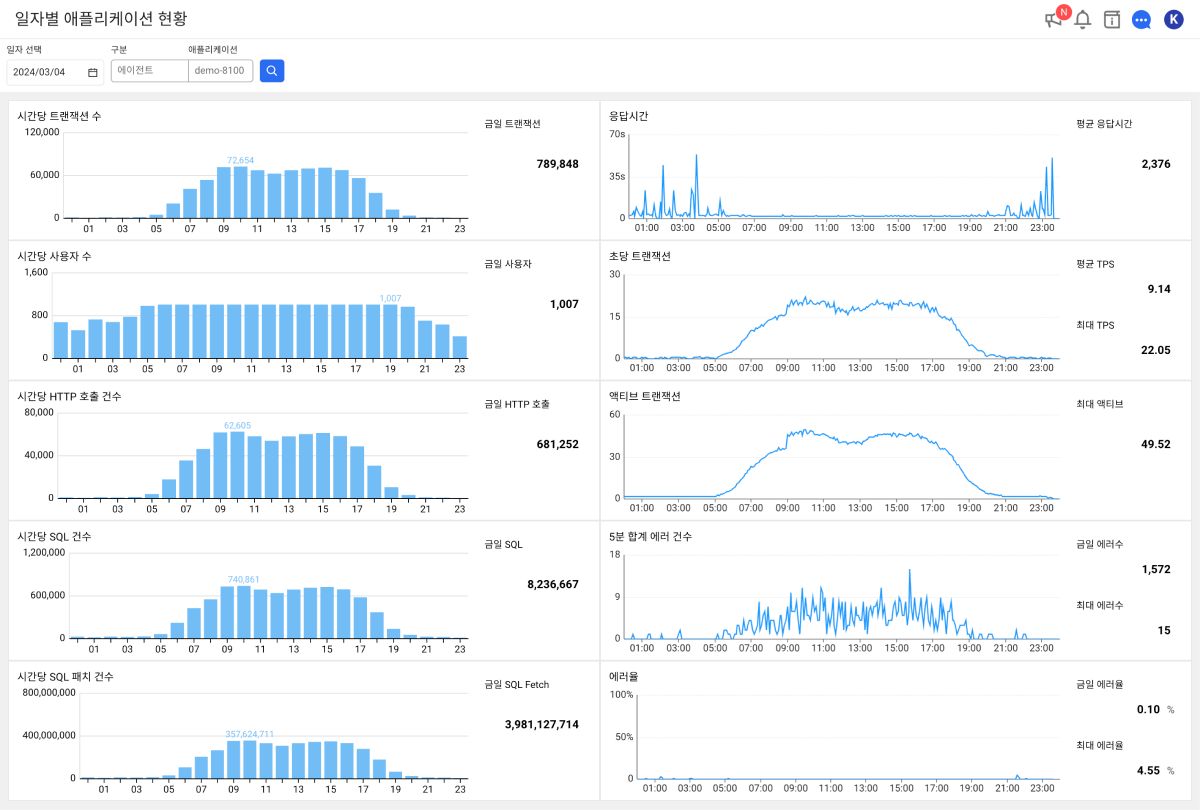 일자별 애플리케이션 현황
N
K
일자 선택
구분
애플리케이션
2024/03/04
에이전트
demo-8100
시간당 트랜잭션 수
120,000
60,000
0
72,654
01 03 05 07 09 11 13 15 17 19 21 23
금일 트랜잭션
789,848
응답시간
70s
35s
0
01:00 03:00 05:00 07:00 09:00 11:00 13:00 15:00 17:00 19:00 21:00 23:00
평균 응답시간
2,376
시간당 사용자 수
1,600
800
0
1,007
01 03 05 07 09 11 13 15 17 19 21 23
금일 사용자
1,007
초당 트랜잭션
30
15
0
01:00 03:00 05:00 07:00 09:00 11:00 13:00 15:00 17:00 19:00 21:00 23:00
평균 TPS
9.14
최대 TPS
22.05
시간당 HTTP 호출 건수
80,000
40,000
0
62,605
01 03 05 07 09 11 13 15 17 19 21 23
금일 HTTP 호출
681,252
액티브 트랜잭션
60
30
0
01:00 03:00 05:00 07:00 09:00 11:00 13:00 15:00 17:00 19:00 21:00 23:00
최대 액티브
49.52
시간당 SQL 건수
1,200,000
600,000
0
740,861
01 03 05 07 09 11 13 15 17 19 21 23
금일 SQL
8,236,667
5분 합계 에러 건수
18
9
0
01:00 03:00 05:00 07:00 09:00 11:00 13:00 15:00 17:00 19:00 21:00 23:00
금일 에러수
1,572
최대 에러수
15
시간당 SQL 패치 건수
800,000,000
400,000,000
0
357,624,711
01 03 05 07 09 11 13 15 17 19 21 23
금일 SQL Fetch
3,981,127,714
에러율
100%
50%
0
01:00 03:00 05:00 07:00 09:00 11:00 13:00 15:00 17:00 19:00 21:00 23:00
금일 에러율
0.10 %
최대 에러율
4.55 %